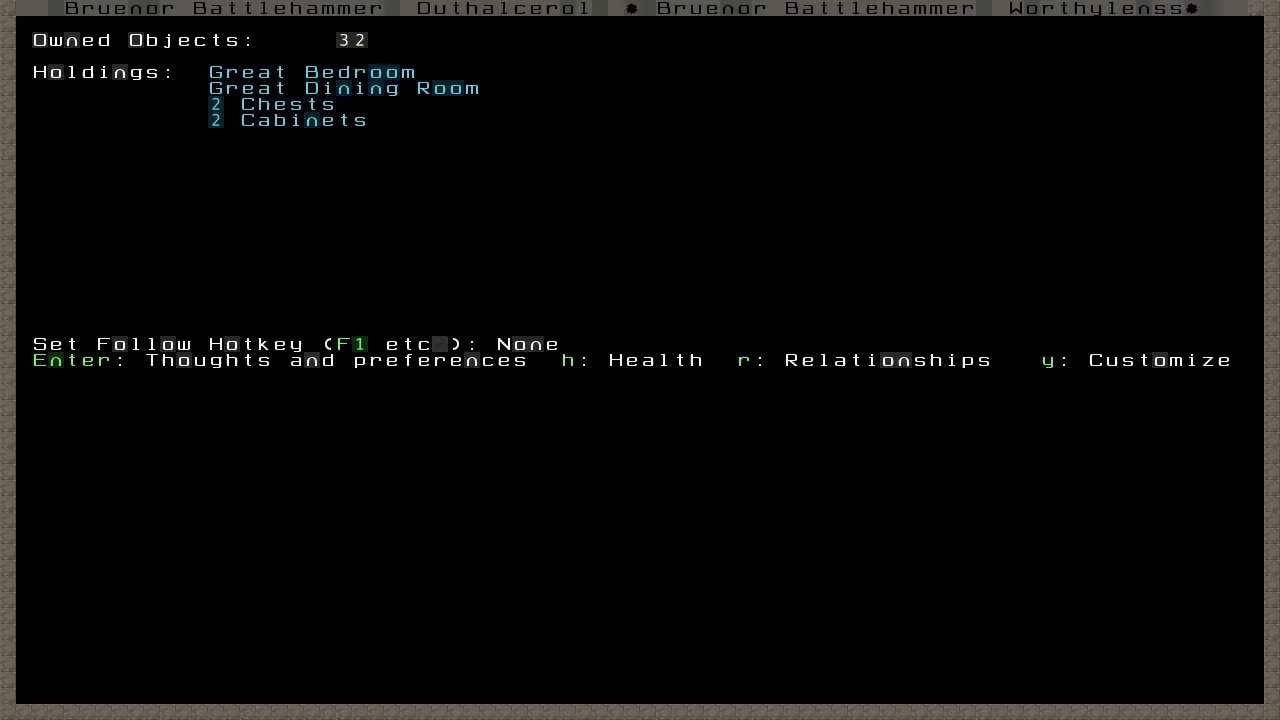 Bruenor Battlehammer Duthalcerol ✹ Bruenor Battlehammer Worthylenss✹
Owned Objects: 32
Holdings: Great Bedroom
Great Dining Room
2 Chests
2 Cabinets
Set Follow Hotkey (F1 etc.): None
Enter: Thoughts and preferences h: Health r: Relationships y: Customize